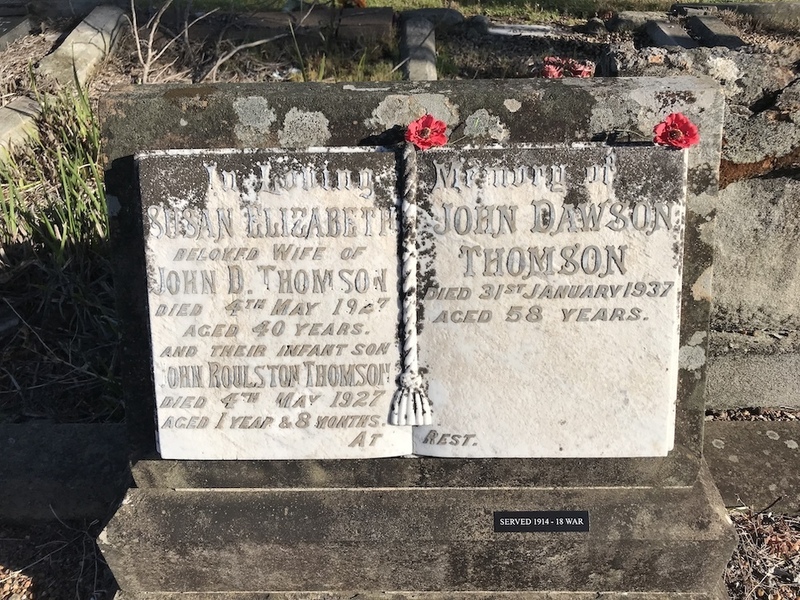 In Loving Memory of
SUSAN ELIZABETH
BELOVED WIFE OF
JOHN D. THOMSON
DIED 4TH MAY 1927
AGED 40 YEARS.
AND THEIR INFANT SON
JOHN ROULSTON THOMSON
DIED 4TH MAY 1927
AGED 1 YEAR & 8 MONTHS.
JOHN DAWSON
THOMSON
DIED 31ST JANUARY 1937
AGED 58 YEARS.
AT REST.
SERVED 1914 - 18 WAR